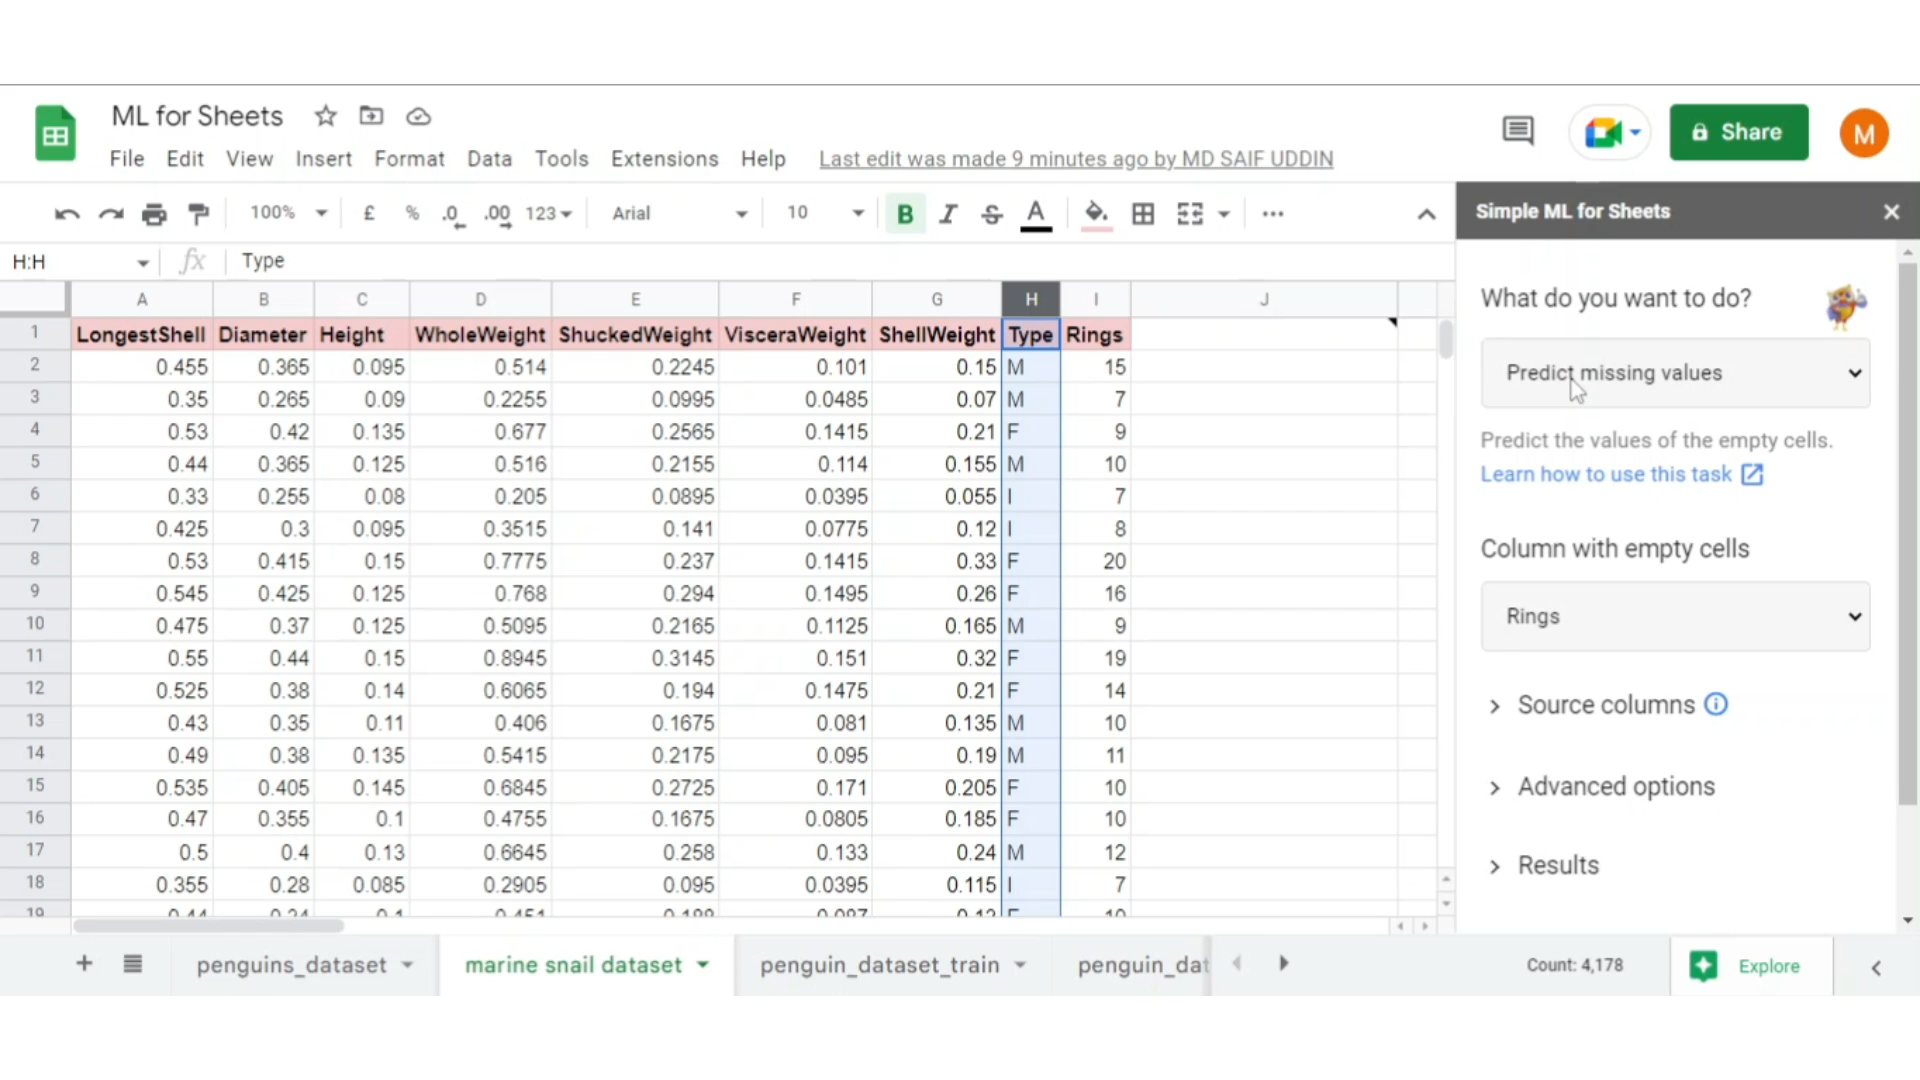 ML for Sheets
File Edit View Insert Format Data Tools Extensions Help Last edit was made 9 minutes ago by MD SAIF UDDIN
Share
M
100% £ % .0 .00 123 Arial 10 B I S A
Simple ML for Sheets
H:H fx Type
A B C D E F G H I J
1 LongestShell Diameter Height WholeWeight ShuckedWeight VisceraWeight ShellWeight Type Rings
2 0.455 0.365 0.095 0.514 0.2245 0.101 0.15 M 15
3 0.35 0.265 0.09 0.2255 0.0995 0.0485 0.07 M 7
4 0.53 0.42 0.135 0.677 0.2565 0.1415 0.21 F 9
5 0.44 0.365 0.125 0.516 0.2155 0.114 0.155 M 10
6 0.33 0.255 0.08 0.205 0.0895 0.0395 0.055 I 7
7 0.425 0.3 0.095 0.3515 0.141 0.0775 0.12 I 8
8 0.53 0.415 0.15 0.7775 0.237 0.1415 0.33 F 20
9 0.545 0.425 0.125 0.768 0.294 0.1495 0.26 F 16
10 0.475 0.37 0.125 0.5095 0.2165 0.1125 0.165 M 9
11 0.55 0.44 0.15 0.8945 0.3145 0.151 0.32 F 19
12 0.525 0.38 0.14 0.6065 0.194 0.1475 0.21 F 14
13 0.43 0.35 0.11 0.406 0.1675 0.081 0.135 M 10
14 0.49 0.38 0.135 0.5415 0.2175 0.095 0.19 M 11
15 0.535 0.405 0.145 0.6845 0.2725 0.171 0.205 F 10
16 0.47 0.355 0.1 0.4755 0.1675 0.0805 0.185 F 10
17 0.5 0.4 0.13 0.6645 0.258 0.133 0.24 M 12
18 0.355 0.28 0.085 0.2905 0.095 0.0395 0.115 I 7
19
What do you want to do?
Predict missing values
Predict the values of the empty cells.
Learn how to use this task
Column with empty cells
Rings
Source columns
Advanced options
Results
penguins_dataset marine snail dataset penguin_dataset_train penguin_dat
Count: 4,178 Explore